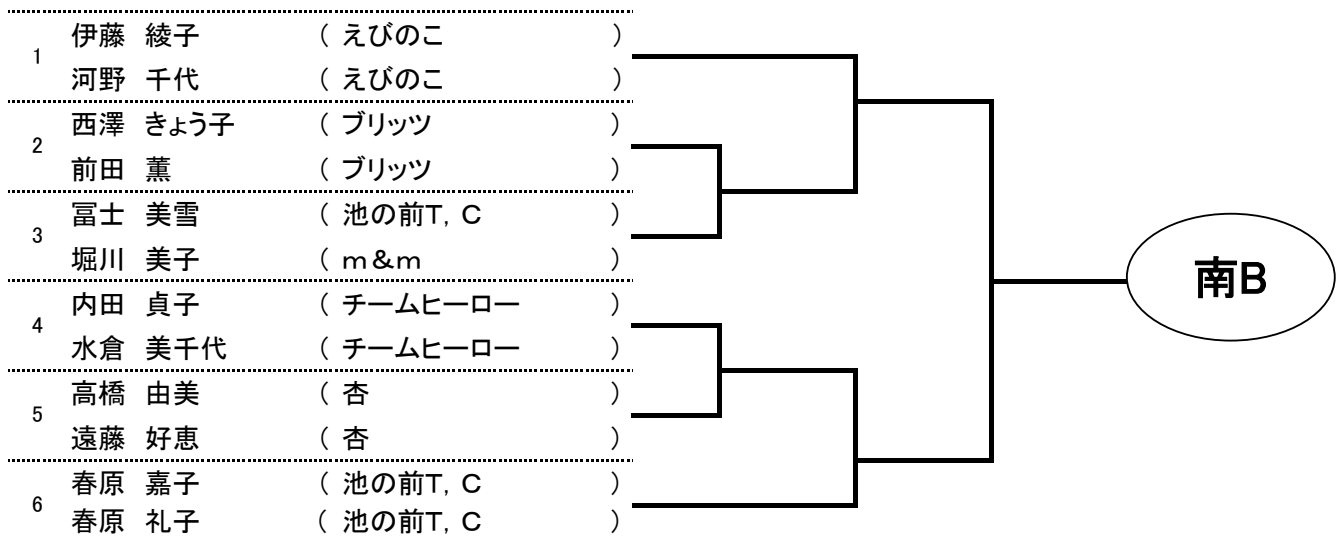 1
伊藤 綾子 ( えびのこ )
河野 千代 ( えびのこ )
2
西澤 きょう子 ( ブリッツ )
前田 薫 ( ブリッツ )
3
冨士 美雪 ( 池の前T, C )
堀川 美子 ( m&m )
4
内田 貞子 ( チームヒーロー )
水倉 美千代 ( チームヒーロー )
5
高橋 由美 ( 杏 )
遠藤 好恵 ( 杏 )
6
春原 嘉子 ( 池の前T, C )
春原 礼子 ( 池の前T, C )
南B